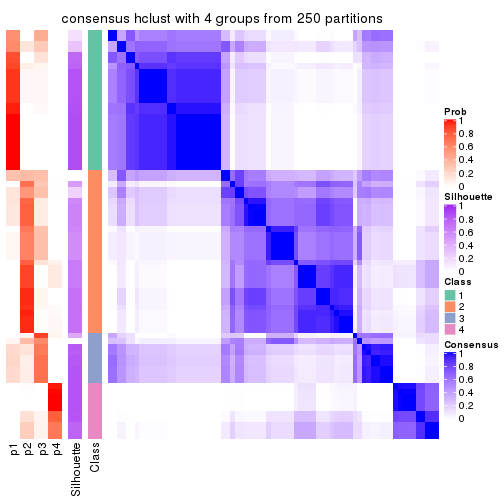 consensus hclust with 4 groups from 250 partitions
Prob
1
0.8
0.6
0.4
0.2
0
Silhouette
1
0.8
0.6
0.4
0.2
0
Class
1
2
3
4
Consensus
1
0.8
0.6
0.4
0.2
0
p1
p2
p3
p4
Silhouette
Class